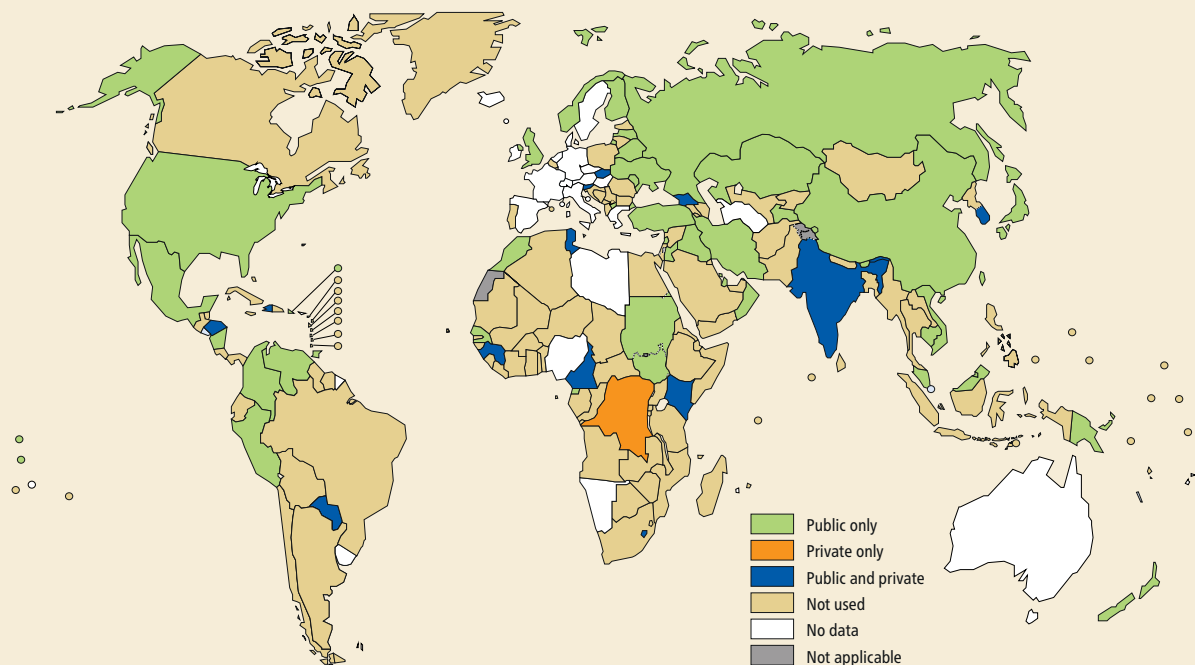 Public only
Private only
Public and private
Not used
No data
Not applicable